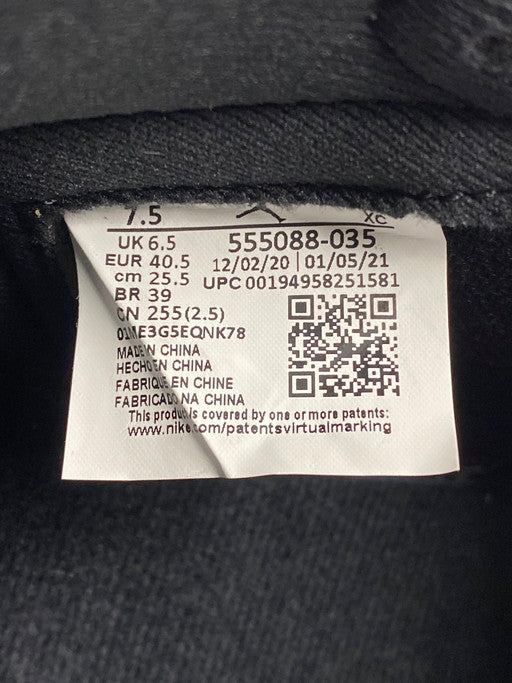 7.5 XC
UK 6.5 555088-035
EUR 40.5 12/02/20 | 01/05/21
cm 25.5 UPC 00194958251581
BR 39
CN 255(2.5)
MADE IN CHINA
HECHO EN CHINA
FABRIQUE EN CHINE
FABRICADO NA CHINA
This product is covered by one or more patents:
www.nike.com/patentsvirtualmarking